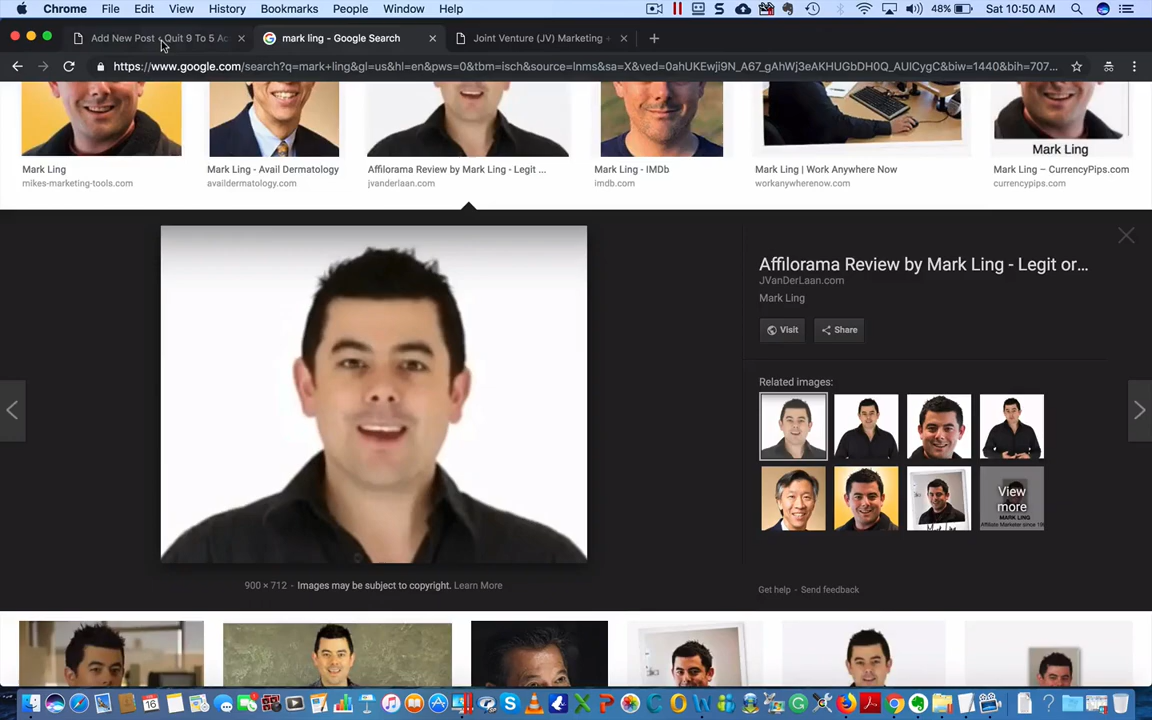 Chrome File Edit View History Bookmarks People Window Help 48% Sat 10:50 AM
Add New Post ‹ Quit 9 To 5 Ac
mark ling - Google Search
Joint Venture (JV) Marketing
https://www.google.com/search?q=mark+ling&gl=us&hl=en&pws=0&tbm=isch&source=lnms&sa=X&ved=0ahUKEwji9N_A67_gAhWj3eAKHUGbDH0Q_AUICygC&biw=1440&bih=707...
Mark Ling
Mark Ling
mikes-marketing-tools.com
Mark Ling - Avail Dermatology
availdermatology.com
Affilorama Review by Mark Ling - Legit ...
jvanderlaan.com
Mark Ling - IMDb
imdb.com
Mark Ling | Work Anywhere Now
workanywherenow.com
Mark Ling – CurrencyPips.com
currencypips.com
Affilorama Review by Mark Ling - Legit or...
JVanDerLaan.com
Mark Ling
Visit
Share
Related images:
View
more
MARK LING
900 × 712 - Images may be subject to copyright. Learn More
Get help - Send feedback
16